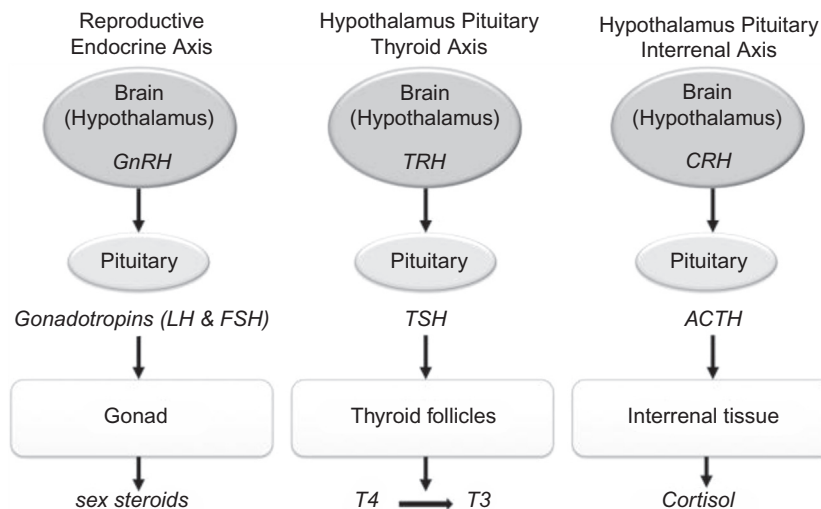 Reproductive
Endocrine Axis
Brain
(Hypothalamus)
GnRH
Pituitary
Gonadotropins (LH & FSH)
Gonad
sex steroids
Hypothalamus Pituitary
Thyroid Axis
Brain
(Hypothalamus)
TRH
Pituitary
TSH
Thyroid follicles
T4 T3
Hypothalamus Pituitary
Interrenal Axis
Brain
(Hypothalamus)
CRH
Pituitary
ACTH
Interrenal tissue
Cortisol